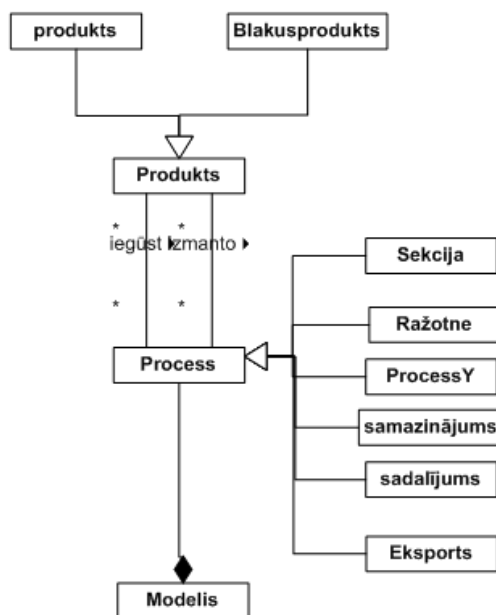 produkts
Blakusprodukts
Produkts
* *
iegūst Izmanto
* *
Sekcija
Ražotne
Process
ProcessY
samazinājums
sadalījums
Eksports
Modelis